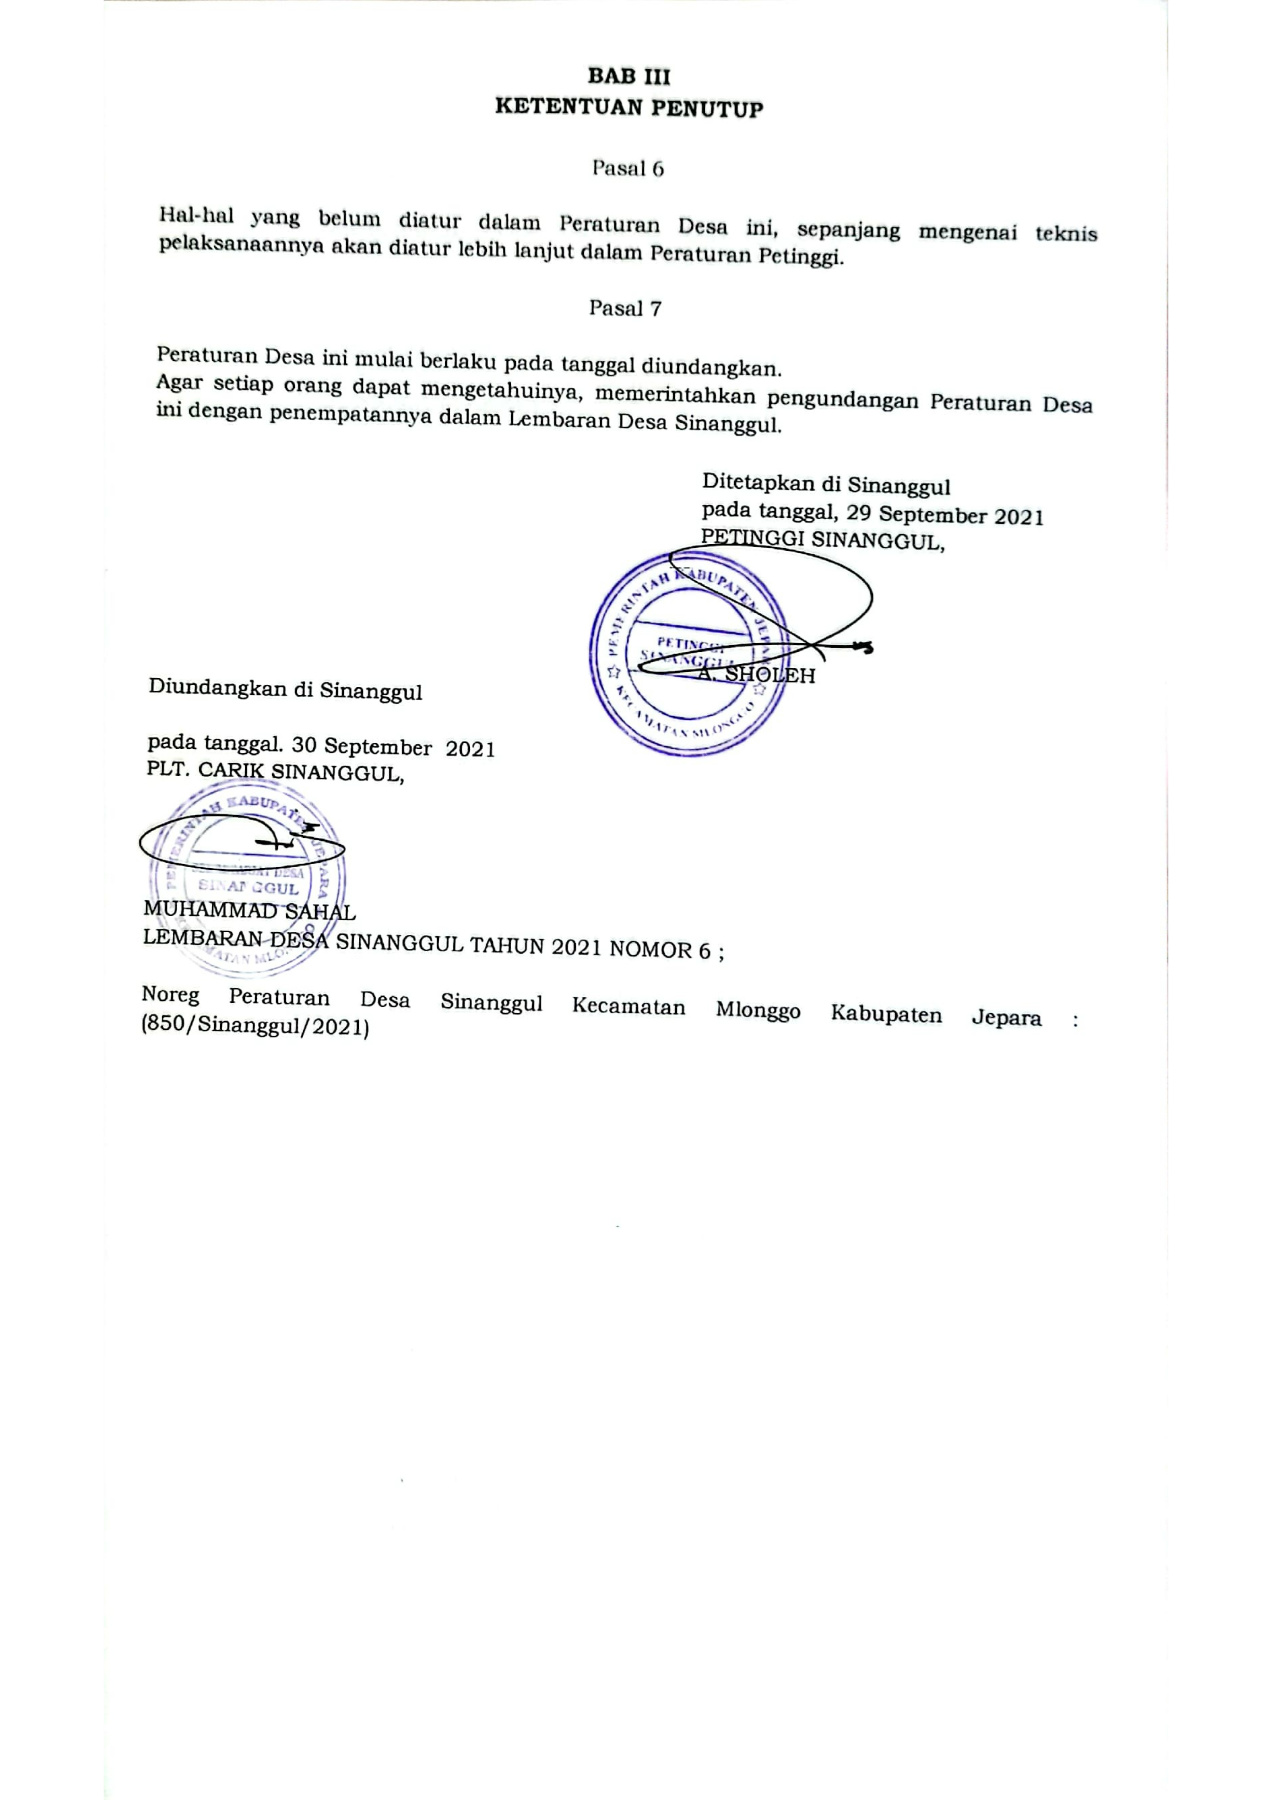 BAB III
KETENTUAN PENUTUP
Pasal 6
Hal-hal yang belum diatur dalam Peraturan Desa ini, sepanjang mengenai teknis
pelaksanaannya akan diatur lebih lanjut dalam Peraturan Petinggi.
Pasal 7
Peraturan Desa ini mulai berlaku pada tanggal diundangkan.
Agar setiap orang dapat mengetahuinya, memerintahkan pengundangan Peraturan Desa
ini dengan penempatannya dalam Lembaran Desa Sinanggul.
Ditetapkan di Sinanggul
pada tanggal, 29 September 2021
PETINGGI SINANGGUL,
PEMERINTAH KABUPATEN JEPARA
PETINGGI
SINANGGUL
KECAMATAN MLONGGO
A. SHOLEH
Diundangkan di Sinanggul
pada tanggal. 30 September 2021
PLT. CARIK SINANGGUL,
PEMERINTAH KABUPATEN JEPARA
DESA
SINANGGUL
MUHAMMAD SAHAL
LEMBARAN DESA SINANGGUL TAHUN 2021 NOMOR 6 ;
Noreg Peraturan Desa Sinanggul Kecamatan Mlonggo Kabupaten Jepara :
(850/Sinanggul/2021)